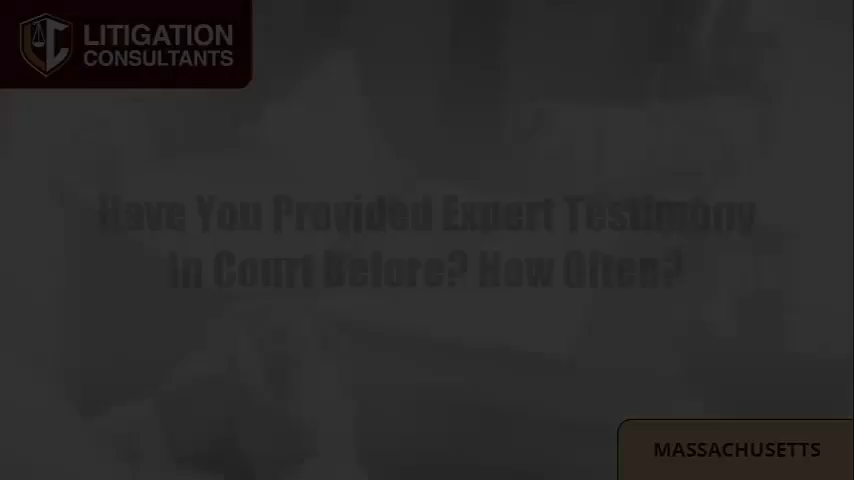 LITIGATION
CONSULTANTS
Have You Provided Expert Testimony
In Court Before? How Often?
MASSACHUSETTS